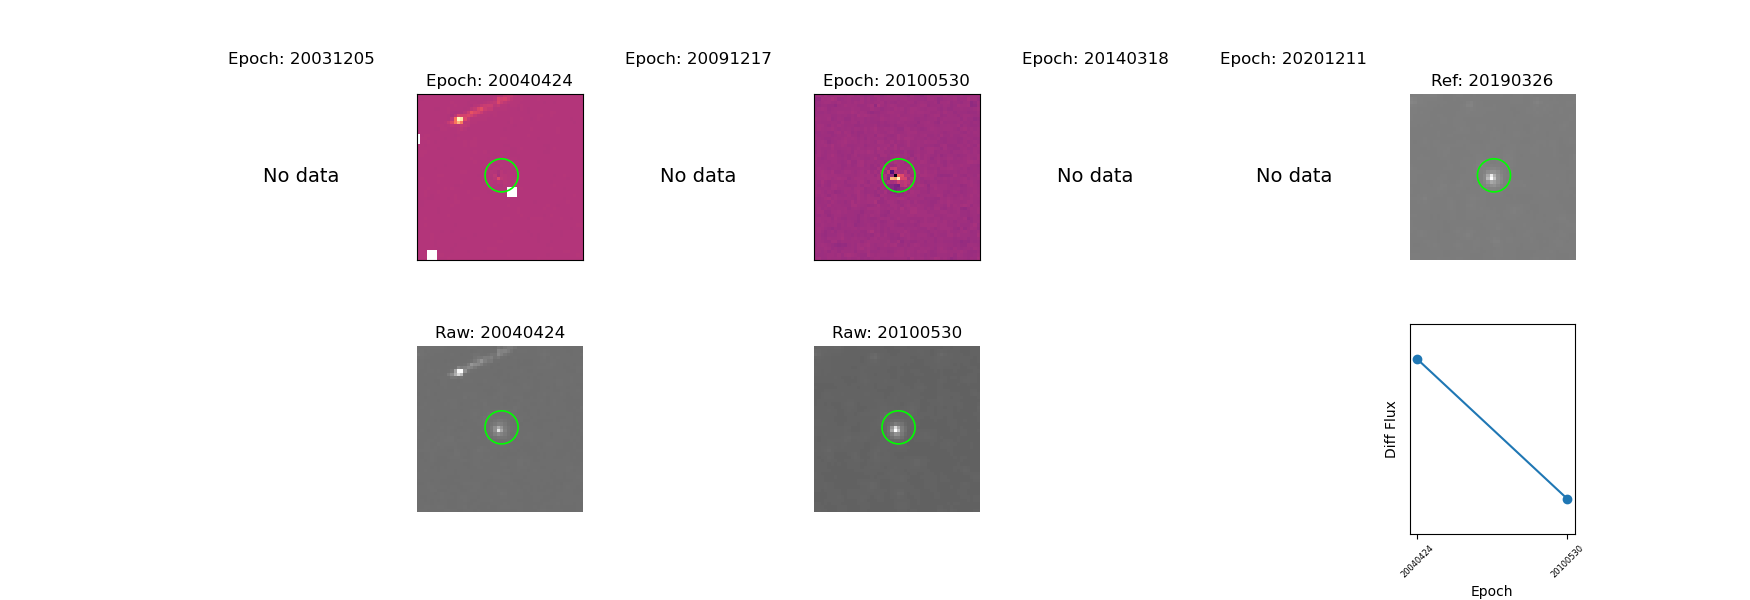 Epoch: 20031205
Epoch: 20040424
Epoch: 20091217
Epoch: 20100530
Epoch: 20140318
Epoch: 20201211
Ref: 20190326
No data
No data
No data
No data
Raw: 20040424
Raw: 20100530
Diff Flux
20040424
20100530
Epoch